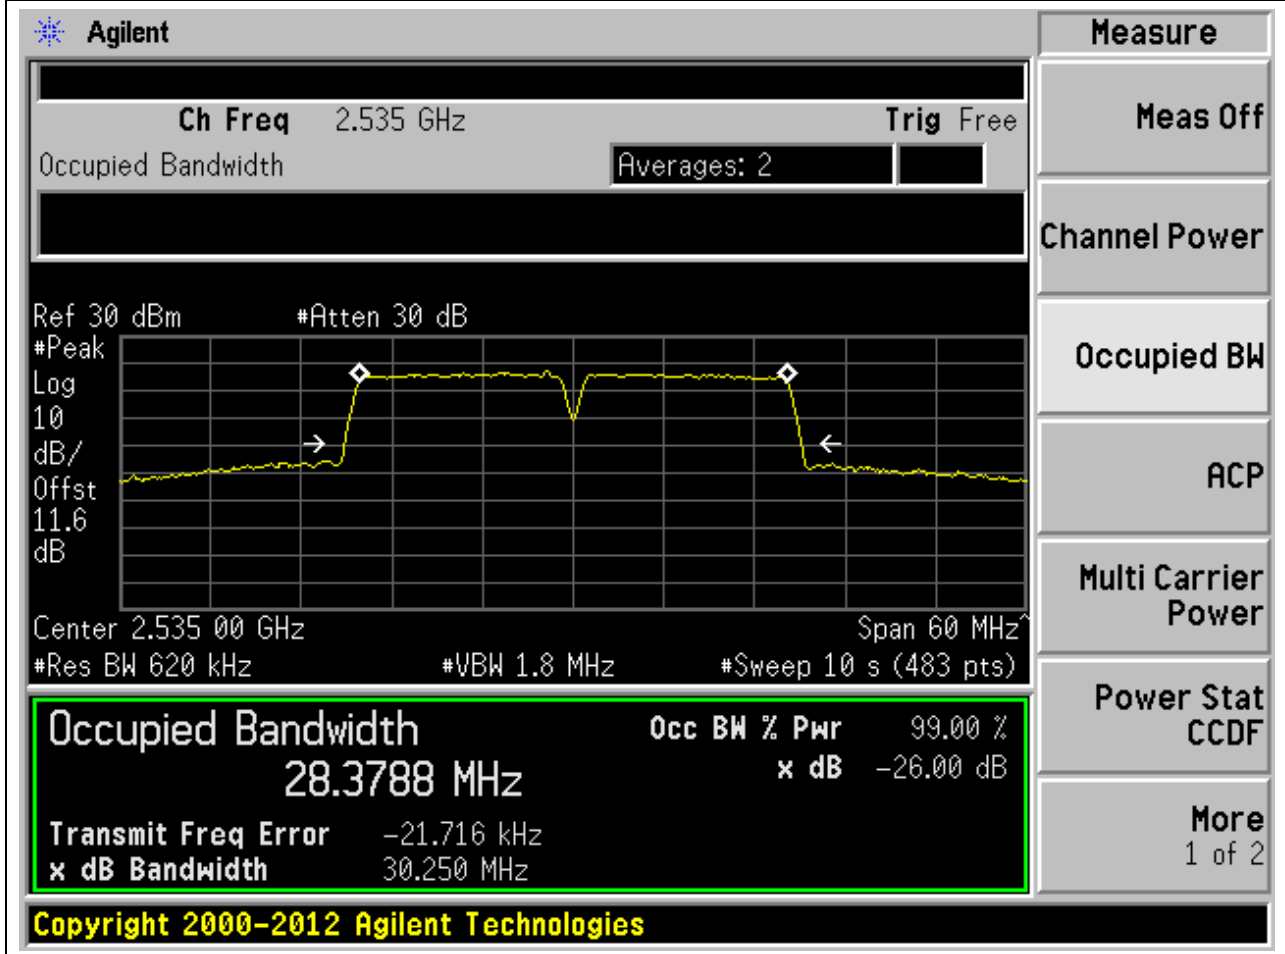 Agilent
Measure
Ch Freq 2.535 GHz Trig Free
Occupied Bandwidth Averages: 2
Meas Off
Channel Power
Occupied BW
ACP
Multi Carrier
Power
Power Stat
CCDF
More
1 of 2
Ref 30 dBm #Atten 30 dB
#Peak
Log
10
dB/
Offst
11.6
dB
Center 2.535 00 GHz Span 60 MHz^
#Res BW 620 kHz #VBW 1.8 MHz #Sweep 10 s (483 pts)
Occupied Bandwidth Occ BW % Pwr 99.00 %
28.3788 MHz x dB -26.00 dB
Transmit Freq Error -21.716 kHz
x dB Bandwidth 30.250 MHz
Copyright 2000-2012 Agilent Technologies